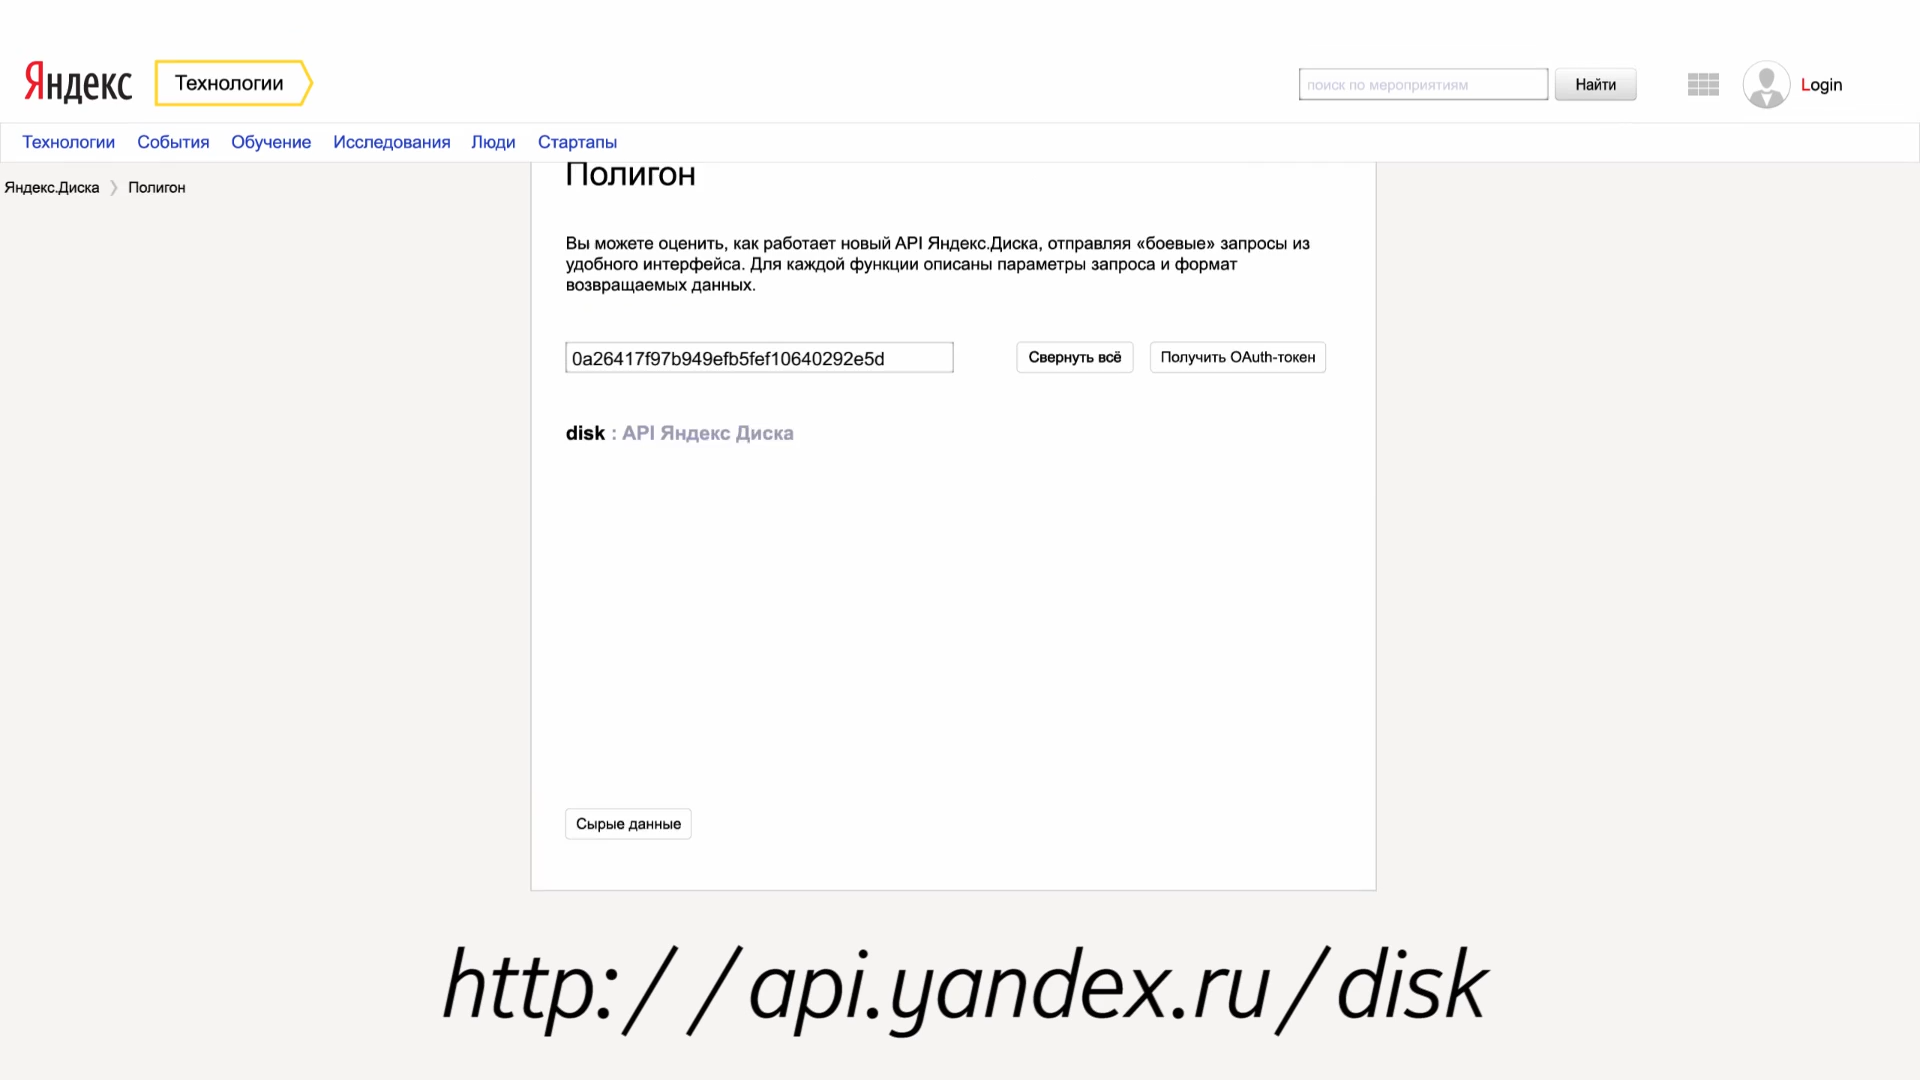 Яндекс
Технологии
поиск по мероприятиям
Найти
Login
Технологии События Обучение Исследования Люди Стартапы
Яндекс.Диска Полигон
Полигон
Вы можете оценить, как работает новый API Яндекс.Диска, отправляя «боевые» запросы из
удобного интерфейса. Для каждой функции описаны параметры запроса и формат
возвращаемых данных.
0a26417f97b949efb5fef10640292e5d
Свернуть всё
Получить OAuth-токен
disk : API Яндекс Диска
Сырые данные
http://api.yandex.ru/disk